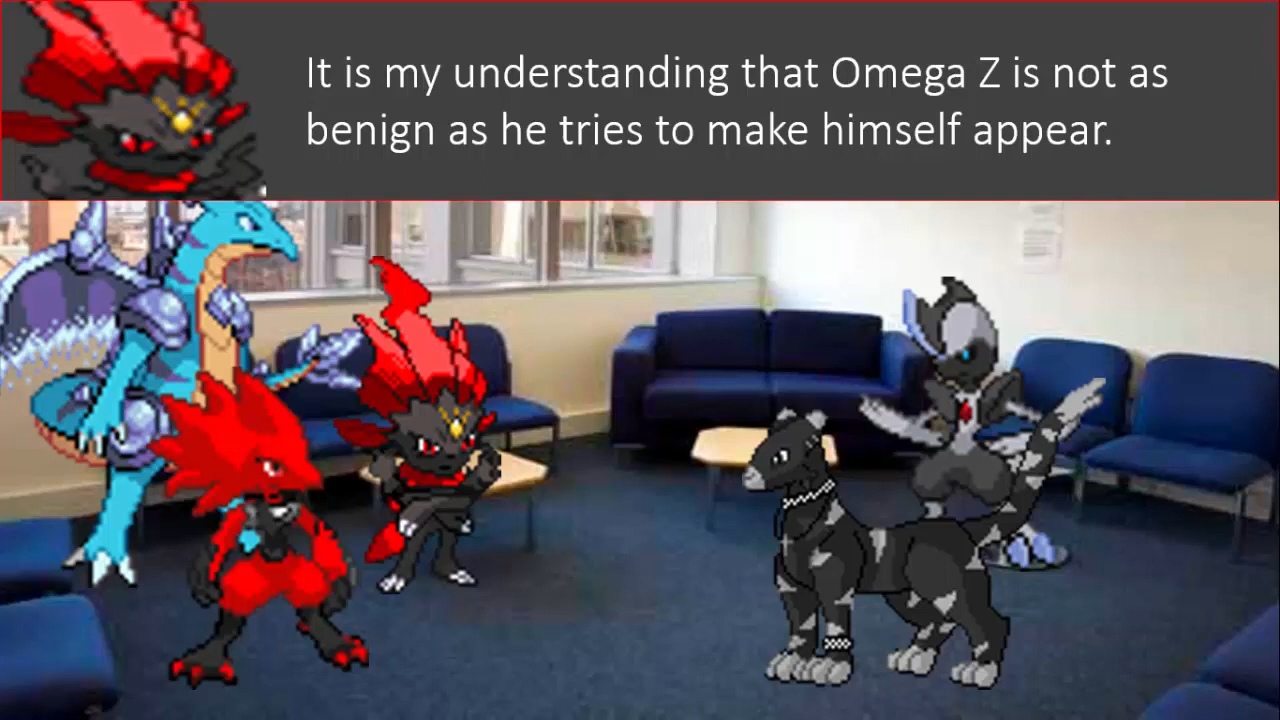 It is my understanding that Omega Z is not as
benign as he tries to make himself appear.